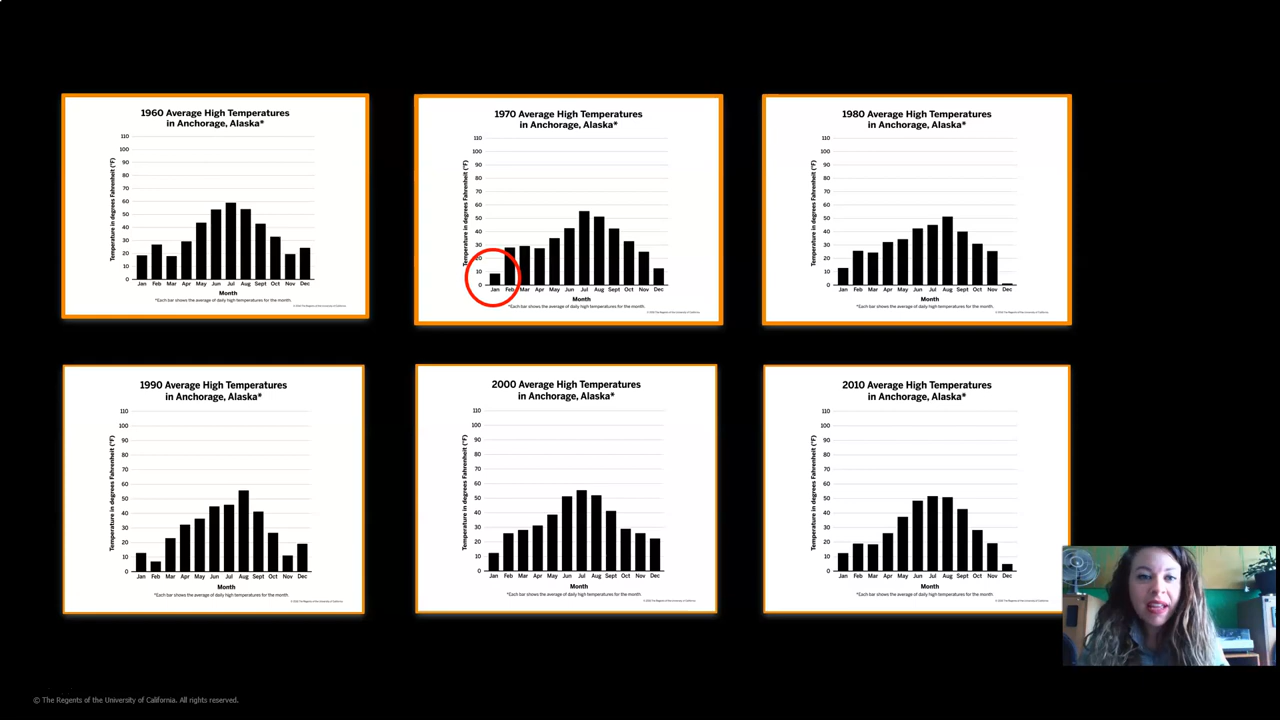 1960 Average High Temperatures
in Anchorage, Alaska*
Temperature in degrees Fahrenheit (°F)
110
100
90
80
70
60
50
40
30
20
10
0
Jan Feb Mar Apr May Jun Jul Aug Sept Oct Nov Dec
Month
*Each bar shows the average of daily high temperatures for the month.
1970 Average High Temperatures
in Anchorage, Alaska*
Temperature in degrees Fahrenheit (°F)
110
100
90
80
70
60
50
40
30
20
10
0
Jan Feb Mar Apr May Jun Jul Aug Sept Oct Nov Dec
Month
*Each bar shows the average of daily high temperatures for the month.
1980 Average High Temperatures
in Anchorage, Alaska*
Temperature in degrees Fahrenheit (°F)
110
100
90
80
70
60
50
40
30
20
10
0
Jan Feb Mar Apr May Jun Jul Aug Sept Oct Nov Dec
Month
*Each bar shows the average of daily high temperatures for the month.
1990 Average High Temperatures
in Anchorage, Alaska*
Temperature in degrees Fahrenheit (°F)
110
100
90
80
70
60
50
40
30
20
10
0
Jan Feb Mar Apr May Jun Jul Aug Sept Oct Nov Dec
Month
*Each bar shows the average of daily high temperatures for the month.
2000 Average High Temperatures
in Anchorage, Alaska*
Temperature in degrees Fahrenheit (°F)
110
100
90
80
70
60
50
40
30
20
10
0
Jan Feb Mar Apr May Jun Jul Aug Sept Oct Nov Dec
Month
*Each bar shows the average of daily high temperatures for the month.
2010 Average High Temperatures
in Anchorage, Alaska*
Temperature in degrees Fahrenheit (°F)
110
100
90
80
70
60
50
40
30
20
10
0
Jan Feb Mar Apr May Jun Jul Aug Sept Oct Nov Dec
Month
*Each bar shows the average of daily high temperatures for the month.
© The Regents of the University of California. All rights reserved.